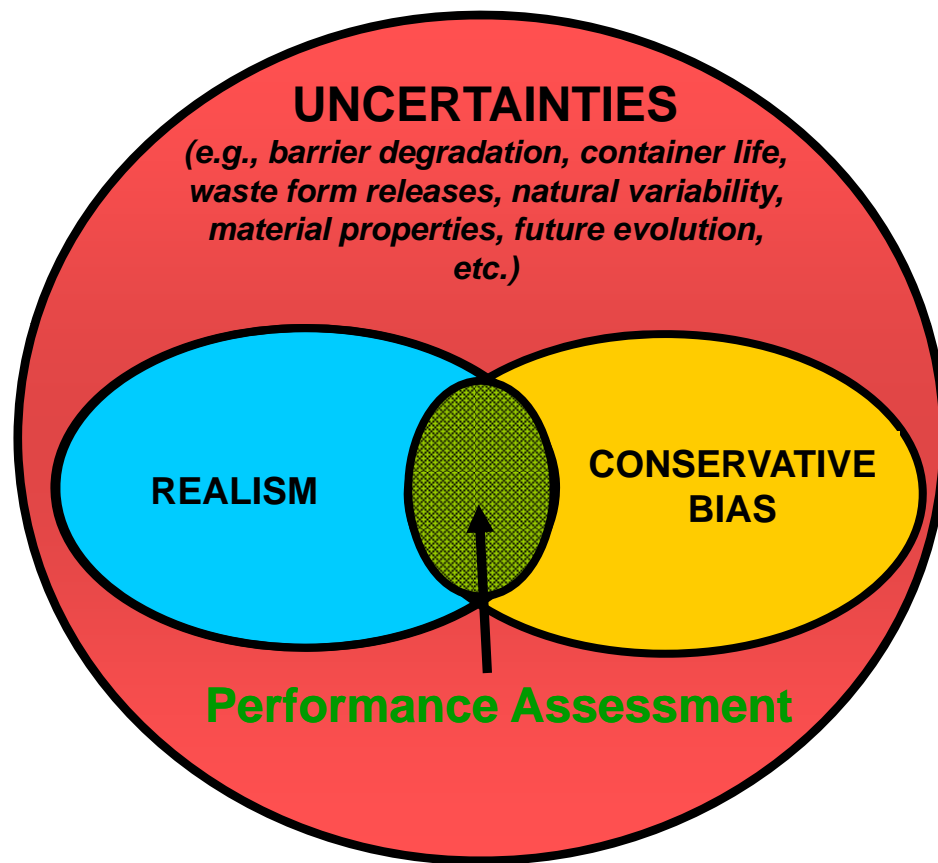 UNCERTAINTIES
(e.g., barrier degradation, container life,
waste form releases, natural variability,
material properties, future evolution,
etc.)
REALISM
CONSERVATIVE
BIAS
Performance Assessment